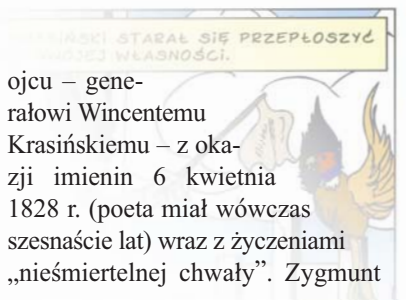 SKI STARAŁ SIĘ PRZEPŁOSZYĆ
WŁASNOŚCI.
ojcu – gene-
rałowi Wincentemu
Krasińskiemu – z oka-
zji imienin 6 kwietnia
1828 r. (poeta miał wówczas
szesnaście lat) wraz z życzeniami
„nieśmiertelnej chwały”. Zygmunt